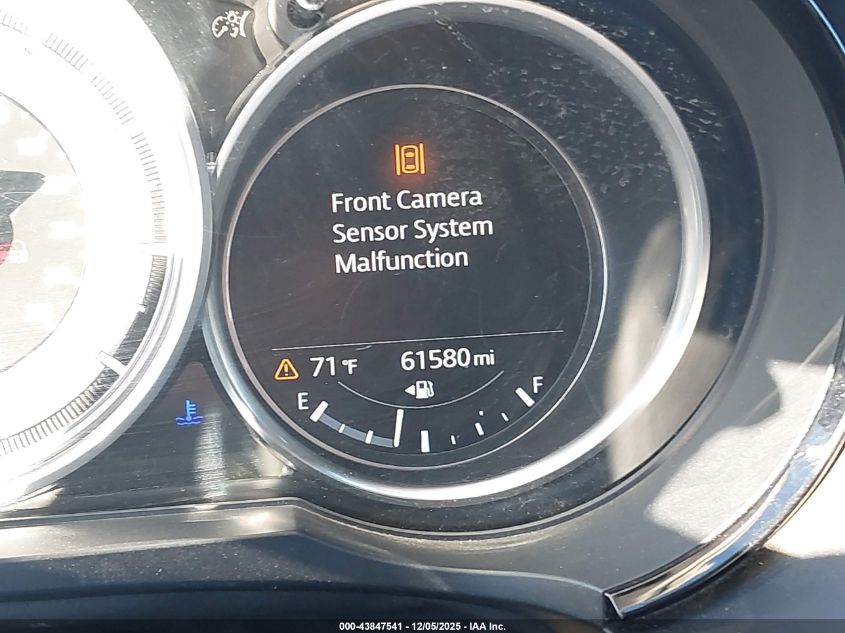 Front Camera
Sensor System
Malfunction
71°F 61580 mi
E F
000-43847541 - 12/05/2025 - IAA Inc.